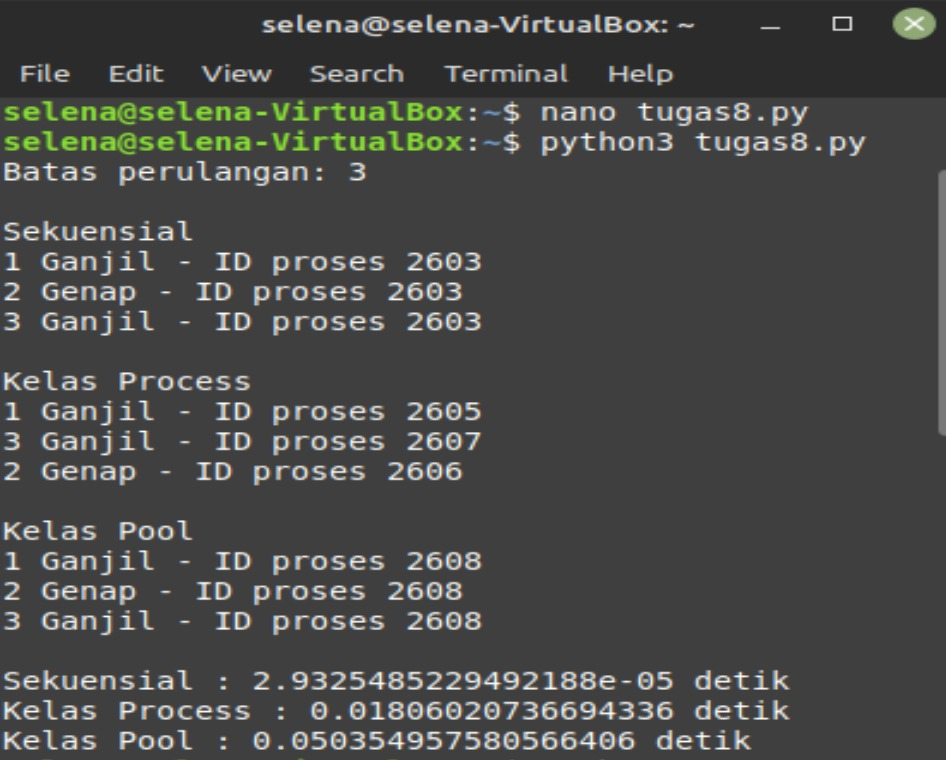 selena@selena-VirtualBox: ~
File Edit View Search Terminal Help
selena@selena-VirtualBox:~$ nano tugas8.py
selena@selena-VirtualBox:~$ python3 tugas8.py
Batas perulangan: 3
Sekuensial
1 Ganjil - ID proses 2603
2 Genap - ID proses 2603
3 Ganjil - ID proses 2603
Kelas Process
1 Ganjil - ID proses 2605
3 Ganjil - ID proses 2607
2 Genap - ID proses 2606
Kelas Pool
1 Ganjil - ID proses 2608
2 Genap - ID proses 2608
3 Ganjil - ID proses 2608
Sekuensial : 2.9325485229492188e-05 detik
Kelas Process : 0.01806020736694336 detik
Kelas Pool : 0.050354957580566406 detik